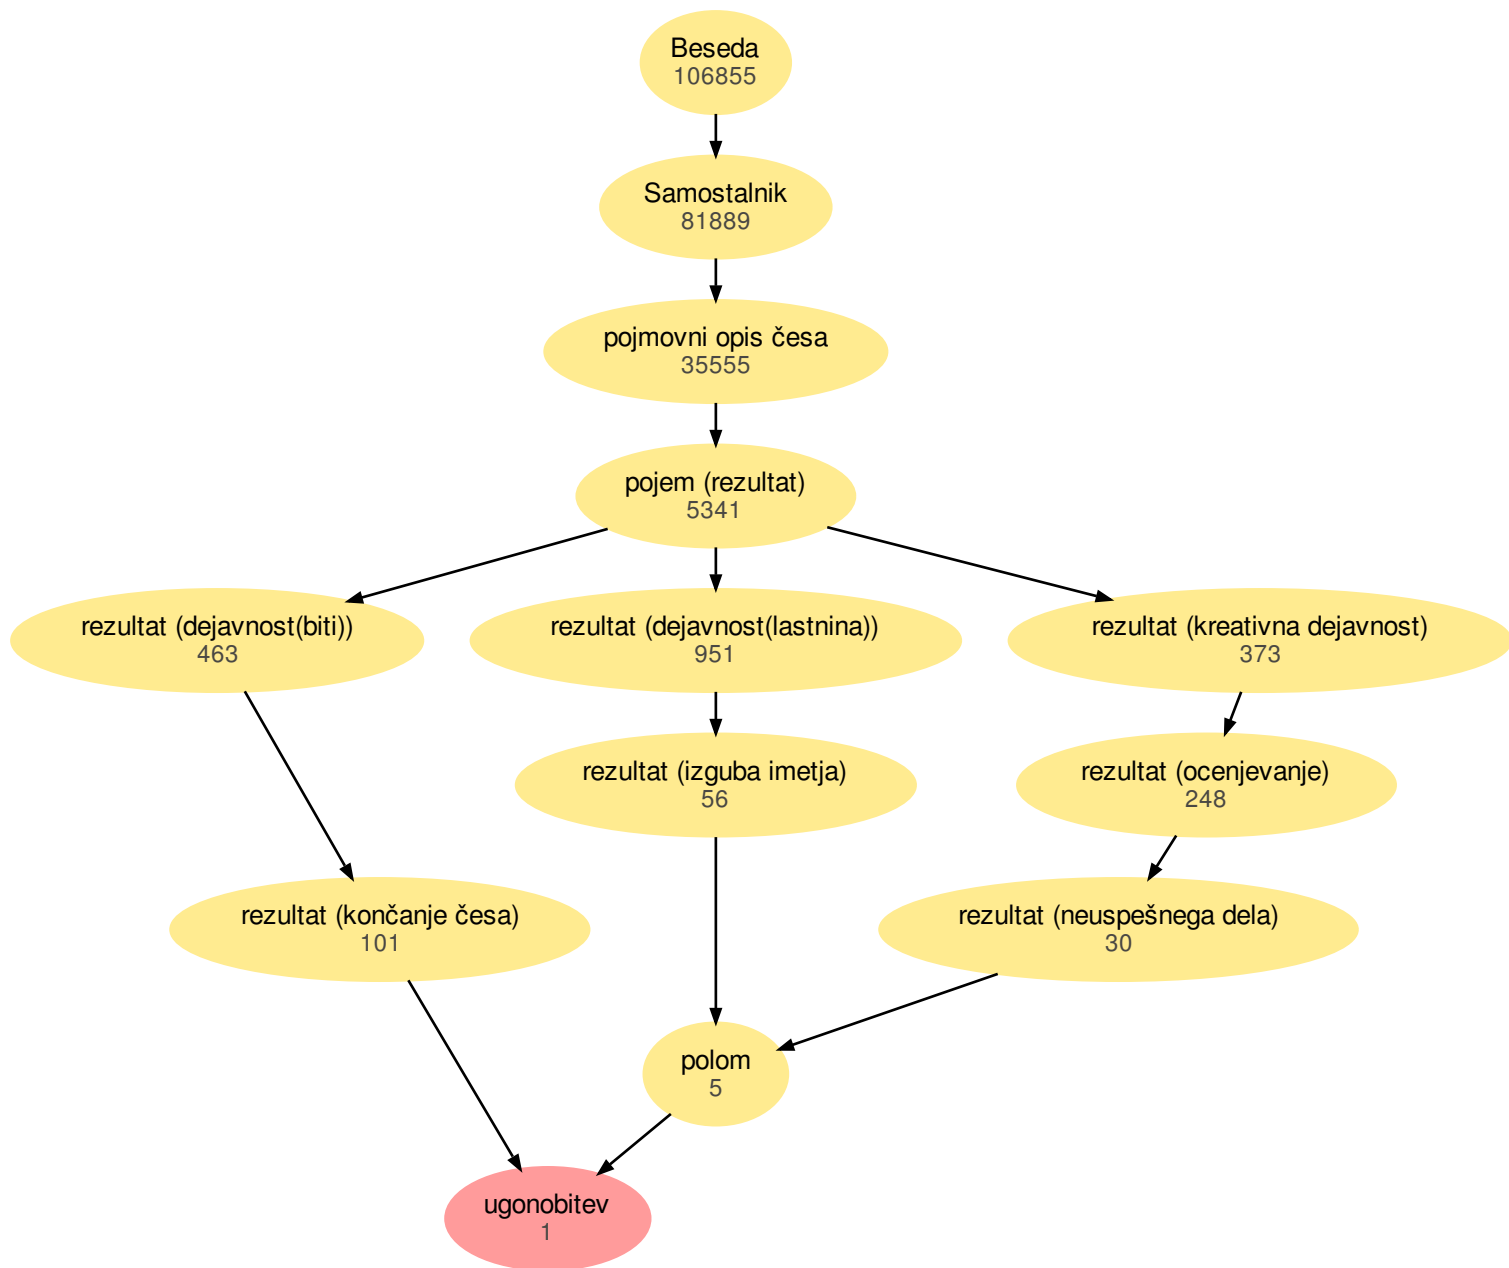 Beseda
106855
Samostalnik
81889
pojmovni opis česa
35555
pojem (rezultat)
5341
rezultat (dejavnost(biti))
463
rezultat (dejavnost(lastnina))
951
rezultat (kreativna dejavnost)
373
rezultat (izguba imetja)
56
rezultat (ocenjevanje)
248
rezultat (končanje česa)
101
rezultat (neuspešnega dela)
30
polom
5
ugonobitev
1